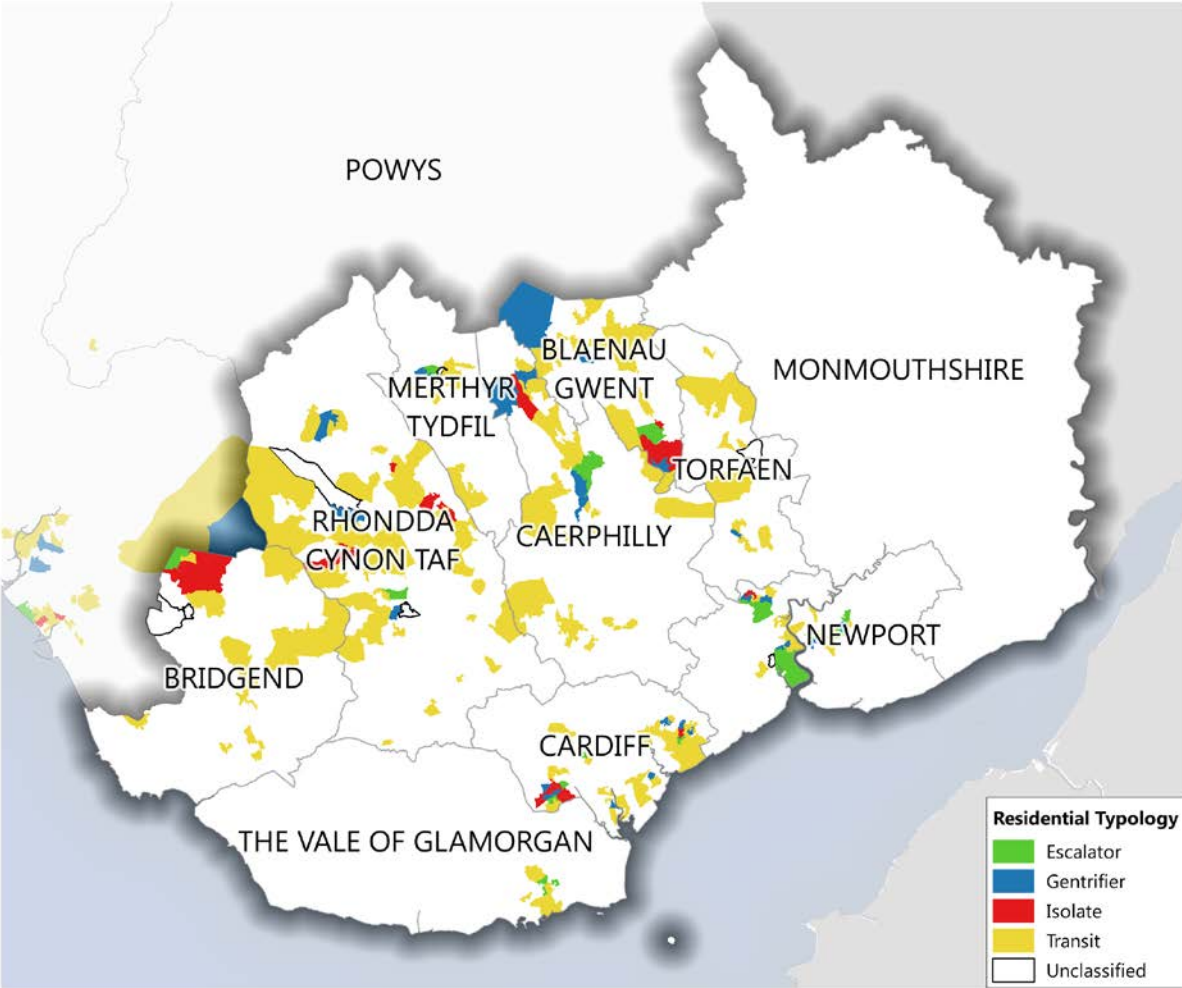 POWYS
BLAENAU
GWENT
MONMOUTHSHIRE
MERTHYR
TYDFIL
TORFAEN
RHONDDA
CYNON TAF
CAERPHILLY
NEWPORT
BRIDGEND
CARDIFF
THE VALE OF GLAMORGAN
Residential Typology
Escalator
Gentrifier
Isolate
Transit
Unclassified